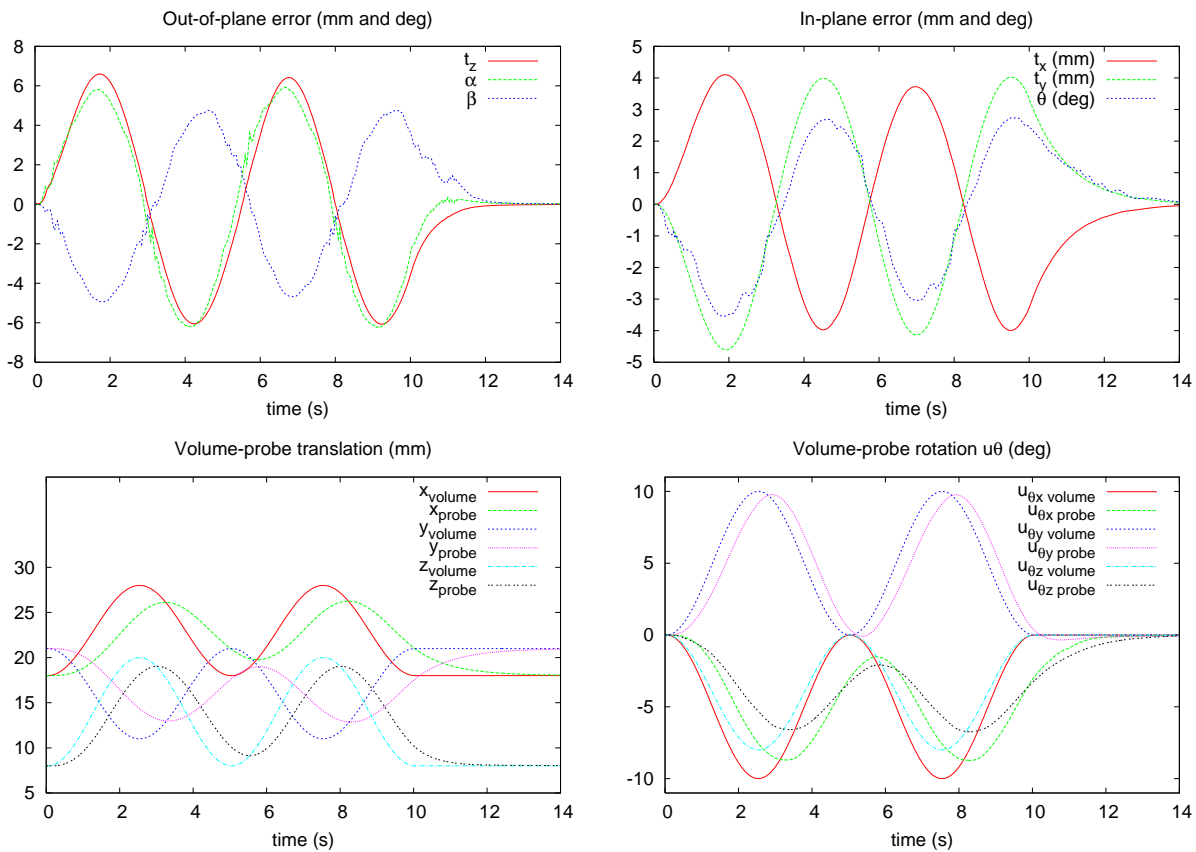 Out-of-plane error (mm and deg)
t_z
α
β
8
6
4
2
0
-2
-4
-6
-8
0 2 4 6 8 10 12 14
time (s)
In-plane error (mm and deg)
t_x (mm)
t_y (mm)
θ (deg)
5
4
3
2
1
0
-1
-2
-3
-4
-5
0 2 4 6 8 10 12 14
time (s)
Volume-probe translation (mm)
x_volume
x_probe
y_volume
y_probe
z_volume
z_probe
30
25
20
15
10
5
0 2 4 6 8 10 12 14
time (s)
Volume-probe rotation uθ (deg)
u_θx volume
u_θx probe
u_θy volume
u_θy probe
u_θz volume
u_θz probe
10
5
0
-5
-10
0 2 4 6 8 10 12 14
time (s)